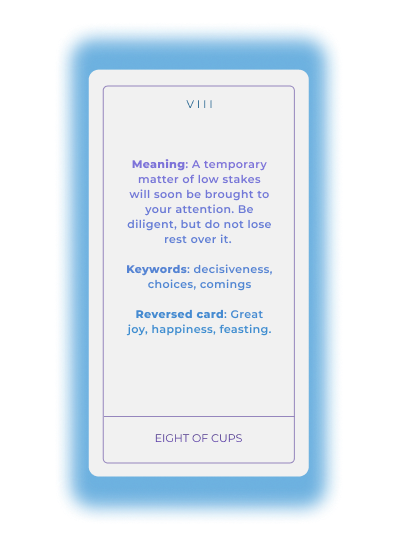 VIII
Meaning: A temporary
matter of low stakes
will soon be brought to
your attention. Be
diligent, but do not lose
rest over it.
Keywords: decisiveness,
choices, comings
Reversed card: Great
joy, happiness, feasting.
EIGHT OF CUPS